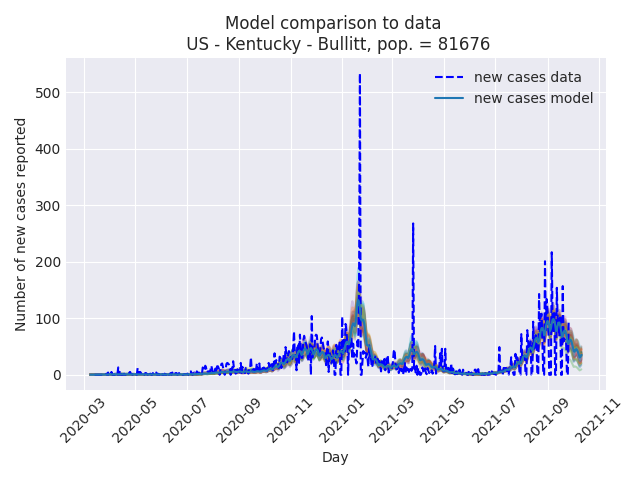 Model comparison to data
US - Kentucky - Bullitt, pop. = 81676
new cases data
new cases model
Number of new cases reported
500
400
300
200
100
0
2020-03
2020-05
2020-07
2020-09
2020-11
2021-01
2021-03
2021-05
2021-07
2021-09
2021-11
Day